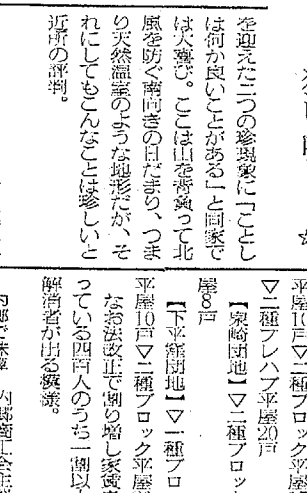 を迎えた二つの珍現象に「ことし
は何か良いことがある」と同家で
は大喜び。ここは山を背負って北
風を防ぐ南向きの日だまり、つま
り天然温室のような地形だが、そ
れにしてもこんなことは珍しいと
近所の評判。
平屋10戸▽二種ブロック平屋
▽二種プレハブ平屋20戸
【泉崎団地】▽二種ブロッ
屋8戸
【下平窪団地】▽一種ブロ
平屋10戸▽二種ブロック平屋
なお法改正で割り増し家賃
っている四百人のうち一割以
解消者が出る模様。